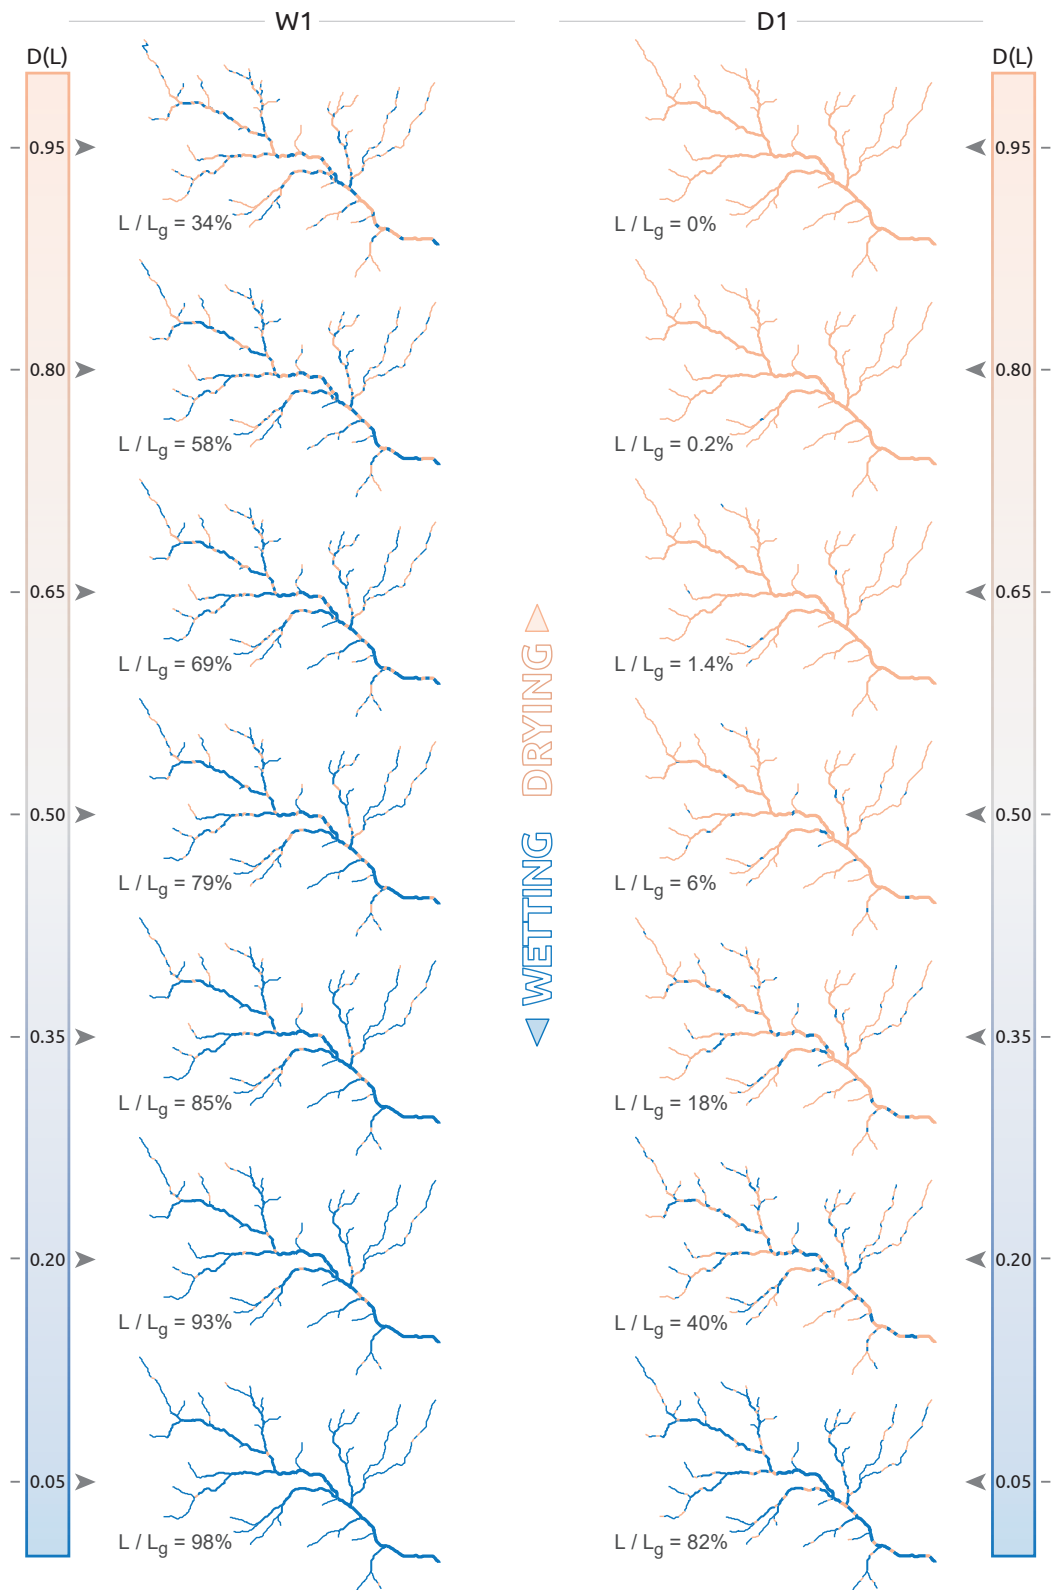 W1
D1
D(L)
D(L)
0.95
L / Lg = 34%
L / Lg = 0%
0.95
0.80
L / Lg = 58%
L / Lg = 0.2%
0.80
0.65
L / Lg = 69%
L / Lg = 1.4%
0.65
DRYING
0.50
L / Lg = 79%
L / Lg = 6%
0.50
WETTING
0.35
L / Lg = 85%
L / Lg = 18%
0.35
0.20
L / Lg = 93%
L / Lg = 40%
0.20
0.05
L / Lg = 98%
L / Lg = 82%
0.05